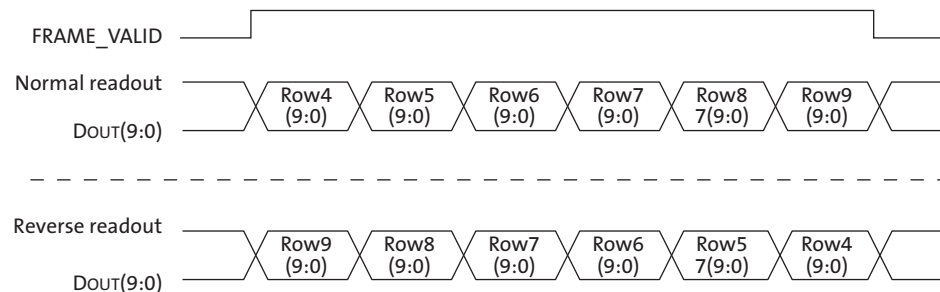 FRAME_VALID
Normal readout
DOUT(9:0)
Row4 Row5 Row6 Row7 Row8 Row9
(9:0) (9:0) (9:0) (9:0) 7(9:0) (9:0)
Reverse readout
DOUT(9:0)
Row9 Row8 Row7 Row6 Row5 Row4
(9:0) (9:0) (9:0) (9:0) 7(9:0) (9:0)